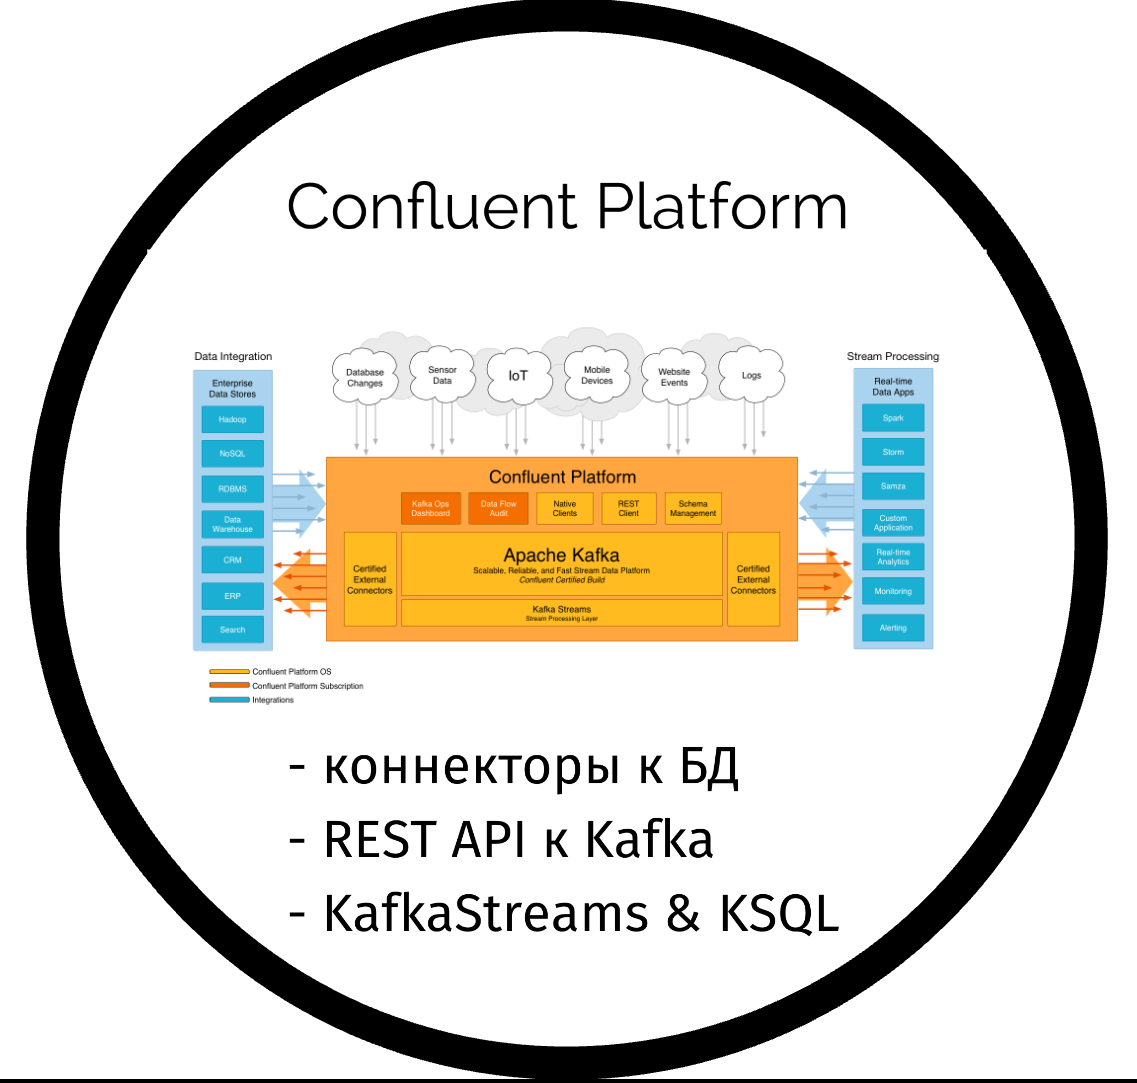 Confluent Platform
Data Integration
Stream Processing
Database
Changes
Sensor
Data
IoT
Mobile
Devices
Website
Events
Logs
Enterprise
Data Stores
Hadoop
NoSQL
RDBMS
Data
Warehouse
CRM
ERP
Search
Confluent Platform
Kafka Ops
Dashboard
Data Flow
Audit
Native
Clients
REST
Client
Schema
Management
Certified
External
Connectors
Apache Kafka
Scalable, Reliable, and Fast Stream Data Platform
Confluent Certified Build
Kafka Streams
Stream Processing Layer
Certified
External
Connectors
Real-time
Data Apps
Spark
Storm
Samza
Custom
Application
Real-time
Analytics
Monitoring
Alerting
Confluent Platform OS
Confluent Platform Subscription
Integrations
- коннекторы к БД
- REST API к Kafka
- KafkaStreams & KSQL